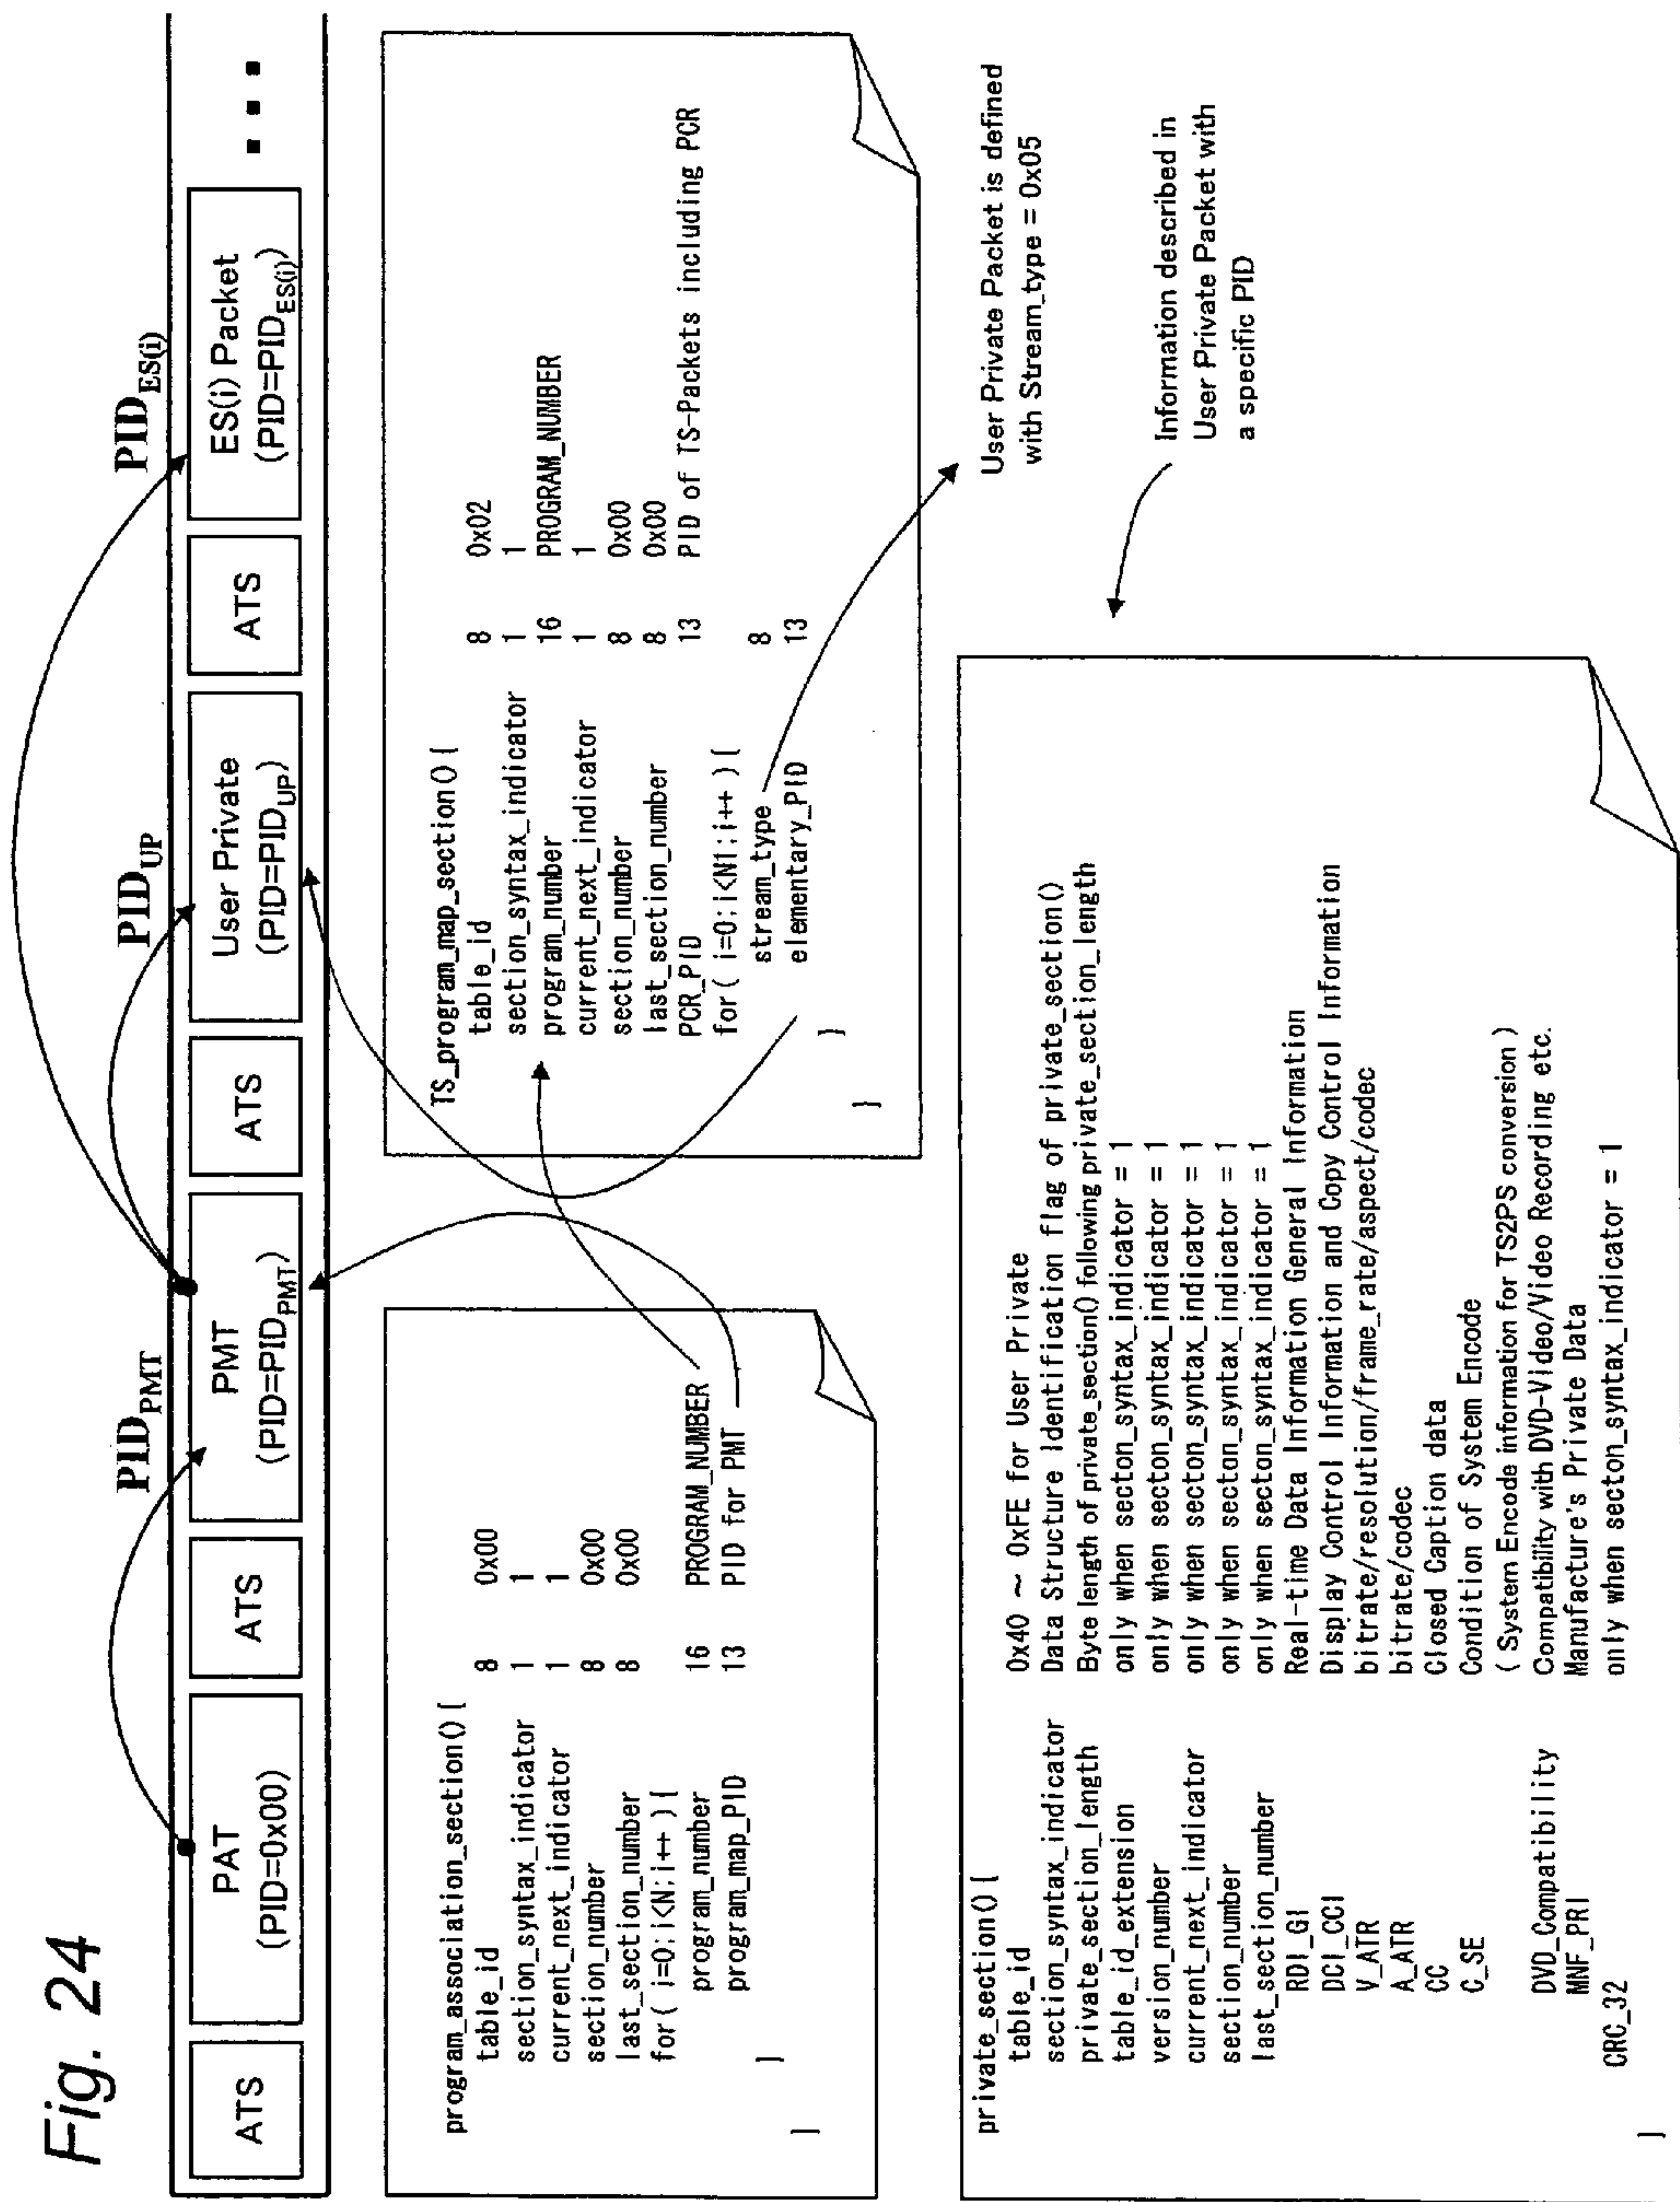 Fig. 24
PID_PMT
PID_UP
PID_ES(i)
ATS
PAT
(PID=0x00)
ATS
PMT
(PID=PID_PMT)
ATS
User Private
(PID=PID_UP)
ATS
ES(i) Packet
(PID=PID_ES(i))
program_association_section() {
table_id 8 0x00
section_syntax_indicator 1 1
current_next_indicator 1 1
section_number 8 0x00
last_section_number 8 0x00
for( i=0; i<N; i++ ) {
program_number 16 PROGRAM_NUMBER
program_map_PID 13 PID for PMT
}
}
TS_program_map_section() {
table_id 8 0x02
section_syntax_indicator 1 1
program_number 16 PROGRAM_NUMBER
current_next_indicator 1 1
section_number 8 0x00
last_section_number 8 0x00
PCR_PID 13 PID of TS-Packets including PCR
for( i=0; i<N1; i++ ) {
stream_type 8
elementary_PID 13
}
}
User Private Packet is defined
with Stream_type = 0x05
Information described in
User Private Packet with
a specific PID
private_section() {
table_id 0x40 ~ 0xFE for User Private
section_syntax_indicator Data Structure Identification flag of private_section()
private_section_length Byte length of private_section() following private_section_length
table_id_extension only when secton_syntax_indicator = 1
version_number only when secton_syntax_indicator = 1
current_next_indicator only when secton_syntax_indicator = 1
section_number only when secton_syntax_indicator = 1
last_section_number only when secton_syntax_indicator = 1
RDI_GI Real-time Data Information General Information
DCI_CCI Display Control Information and Copy Control Information
V_ATR bitrate/resolution/frame_rate/aspect/codec
A_ATR bitrate/codec
CC Closed Caption data
C_SE Condition of System Encode
( System Encode information for TS2PS conversion )
DVD_Compatibility Compatibility with DVD-Video/Video Recording etc.
MNF_PRI Manufacture's Private Data
CRC_32 only when secton_syntax_indicator = 1
}